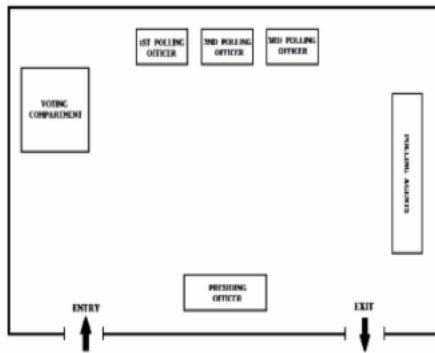 1ST POLLING
OFFICER
2ND POLLING
OFFICER
3RD POLLING
OFFICER
VOTING
COMPARTMENT
POLLING AGENTS
PRESIDING
OFFICER
ENTRY
EXIT